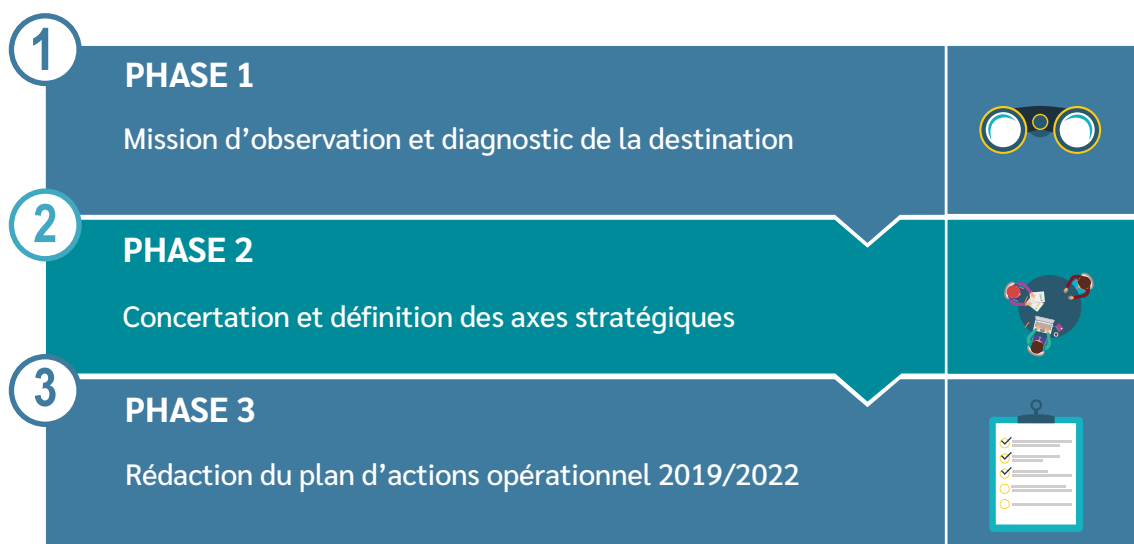 1
PHASE 1
Mission d’observation et diagnostic de la destination
2
PHASE 2
Concertation et définition des axes stratégiques
3
PHASE 3
Rédaction du plan d’actions opérationnel 2019/2022